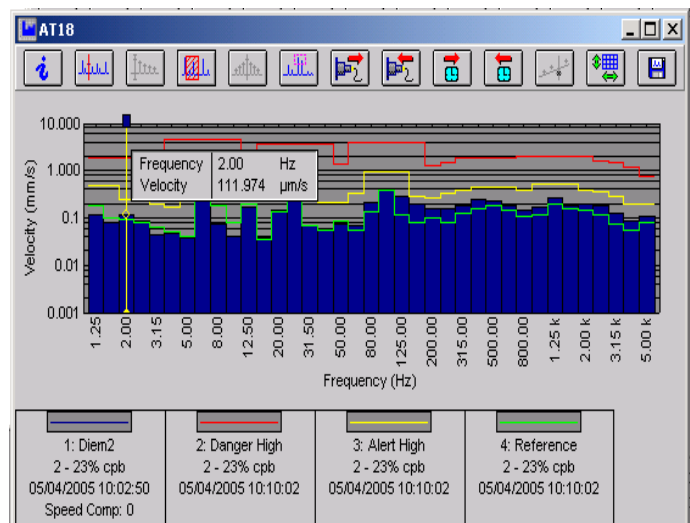 AT18
10.000
1.000
0.1
0.01
0.001
Velocity (mm/s)
Frequency 2.00 Hz
Velocity 111.974 µm/s
1.25 2.00 3.15 5.00 8.00 12.50 20.00 31.50 50.00 80.00 125.00 200.00 315.00 500.00 800.00 1.25 k 2.00 k 3.15 k 5.00 k
Frequency (Hz)
1: Diem2
2 - 23% cpb
05/04/2005 10:02:50
Speed Comp: 0
2: Danger High
2 - 23% cpb
05/04/2005 10:10:02
3: Alert High
2 - 23% cpb
05/04/2005 10:10:02
4: Reference
2 - 23% cpb
05/04/2005 10:10:02